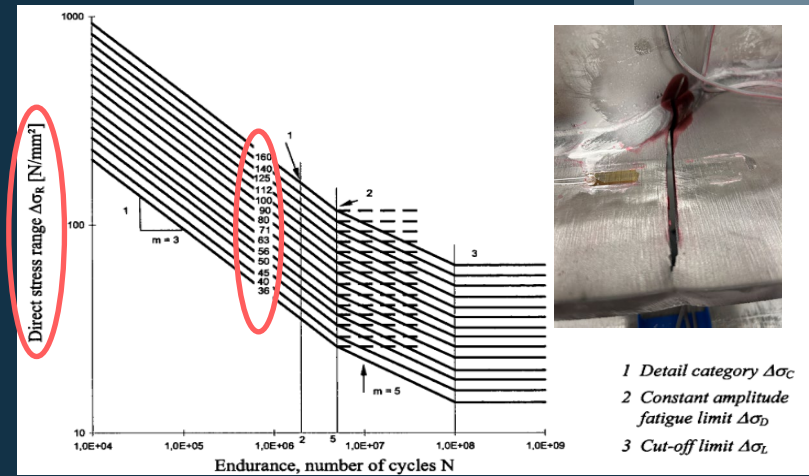 1000
100
10
Direct stress range ΔσR [N/mm²]
1
m = 3
160
140
125
112
100
90
80
71
63
56
50
45
40
36
1
2
3
m = 5
1,0E+04
1,0E+05
1,0E+06
2
5
1,0E+07
1,0E+08
1,0E+09
Endurance, number of cycles N
1 Detail category ΔσC
2 Constant amplitude
fatigue limit ΔσD
3 Cut-off limit ΔσL